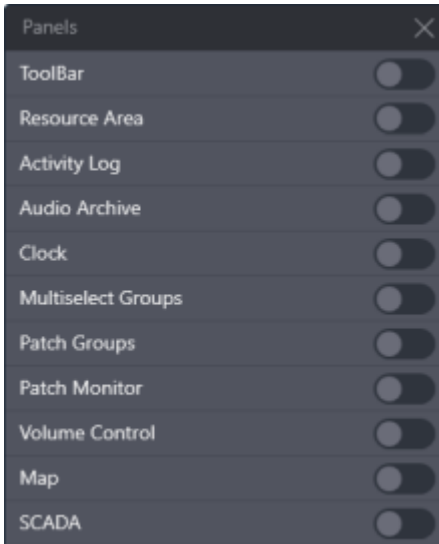 Panels
ToolBar
Resource Area
Activity Log
Audio Archive
Clock
Multiselect Groups
Patch Groups
Patch Monitor
Volume Control
Map
SCADA